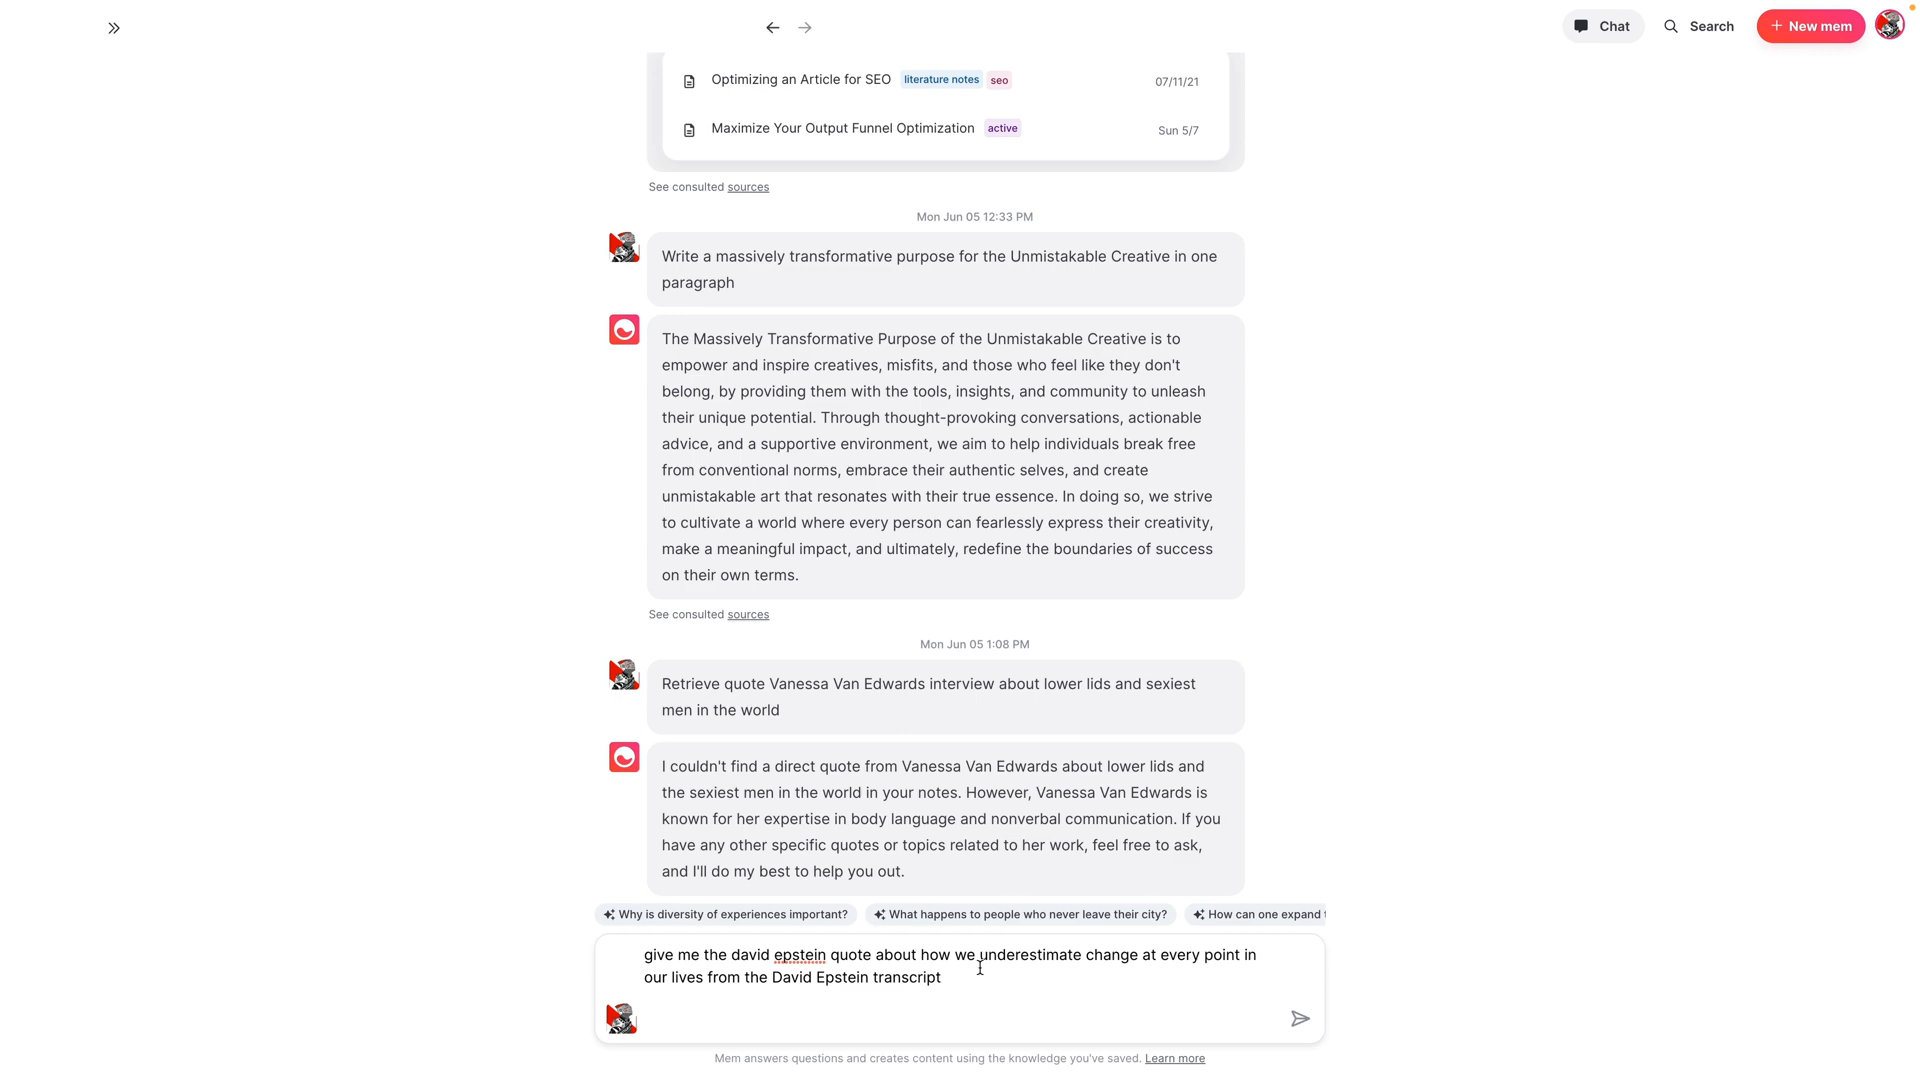 Chat
Search
New mem
Optimizing an Article for SEO literature notes seo 07/11/21
Maximize Your Output Funnel Optimization active Sun 5/7
See consulted sources
Mon Jun 05 12:33 PM
Write a massively transformative purpose for the Unmistakable Creative in one
paragraph
The Massively Transformative Purpose of the Unmistakable Creative is to
empower and inspire creatives, misfits, and those who feel like they don't
belong, by providing them with the tools, insights, and community to unleash
their unique potential. Through thought-provoking conversations, actionable
advice, and a supportive environment, we aim to help individuals break free
from conventional norms, embrace their authentic selves, and create
unmistakable art that resonates with their true essence. In doing so, we strive
to cultivate a world where every person can fearlessly express their creativity,
make a meaningful impact, and ultimately, redefine the boundaries of success
on their own terms.
See consulted sources
Mon Jun 05 1:08 PM
Retrieve quote Vanessa Van Edwards interview about lower lids and sexiest
men in the world
I couldn't find a direct quote from Vanessa Van Edwards about lower lids and
the sexiest men in the world in your notes. However, Vanessa Van Edwards is
known for her expertise in body language and nonverbal communication. If you
have any other specific quotes or topics related to her work, feel free to ask,
and I'll do my best to help you out.
Why is diversity of experiences important? What happens to people who never leave their city? How can one expand
give me the david epstein quote about how we underestimate change at every point in
our lives from the David Epstein transcript
Mem answers questions and creates content using the knowledge you've saved. Learn more